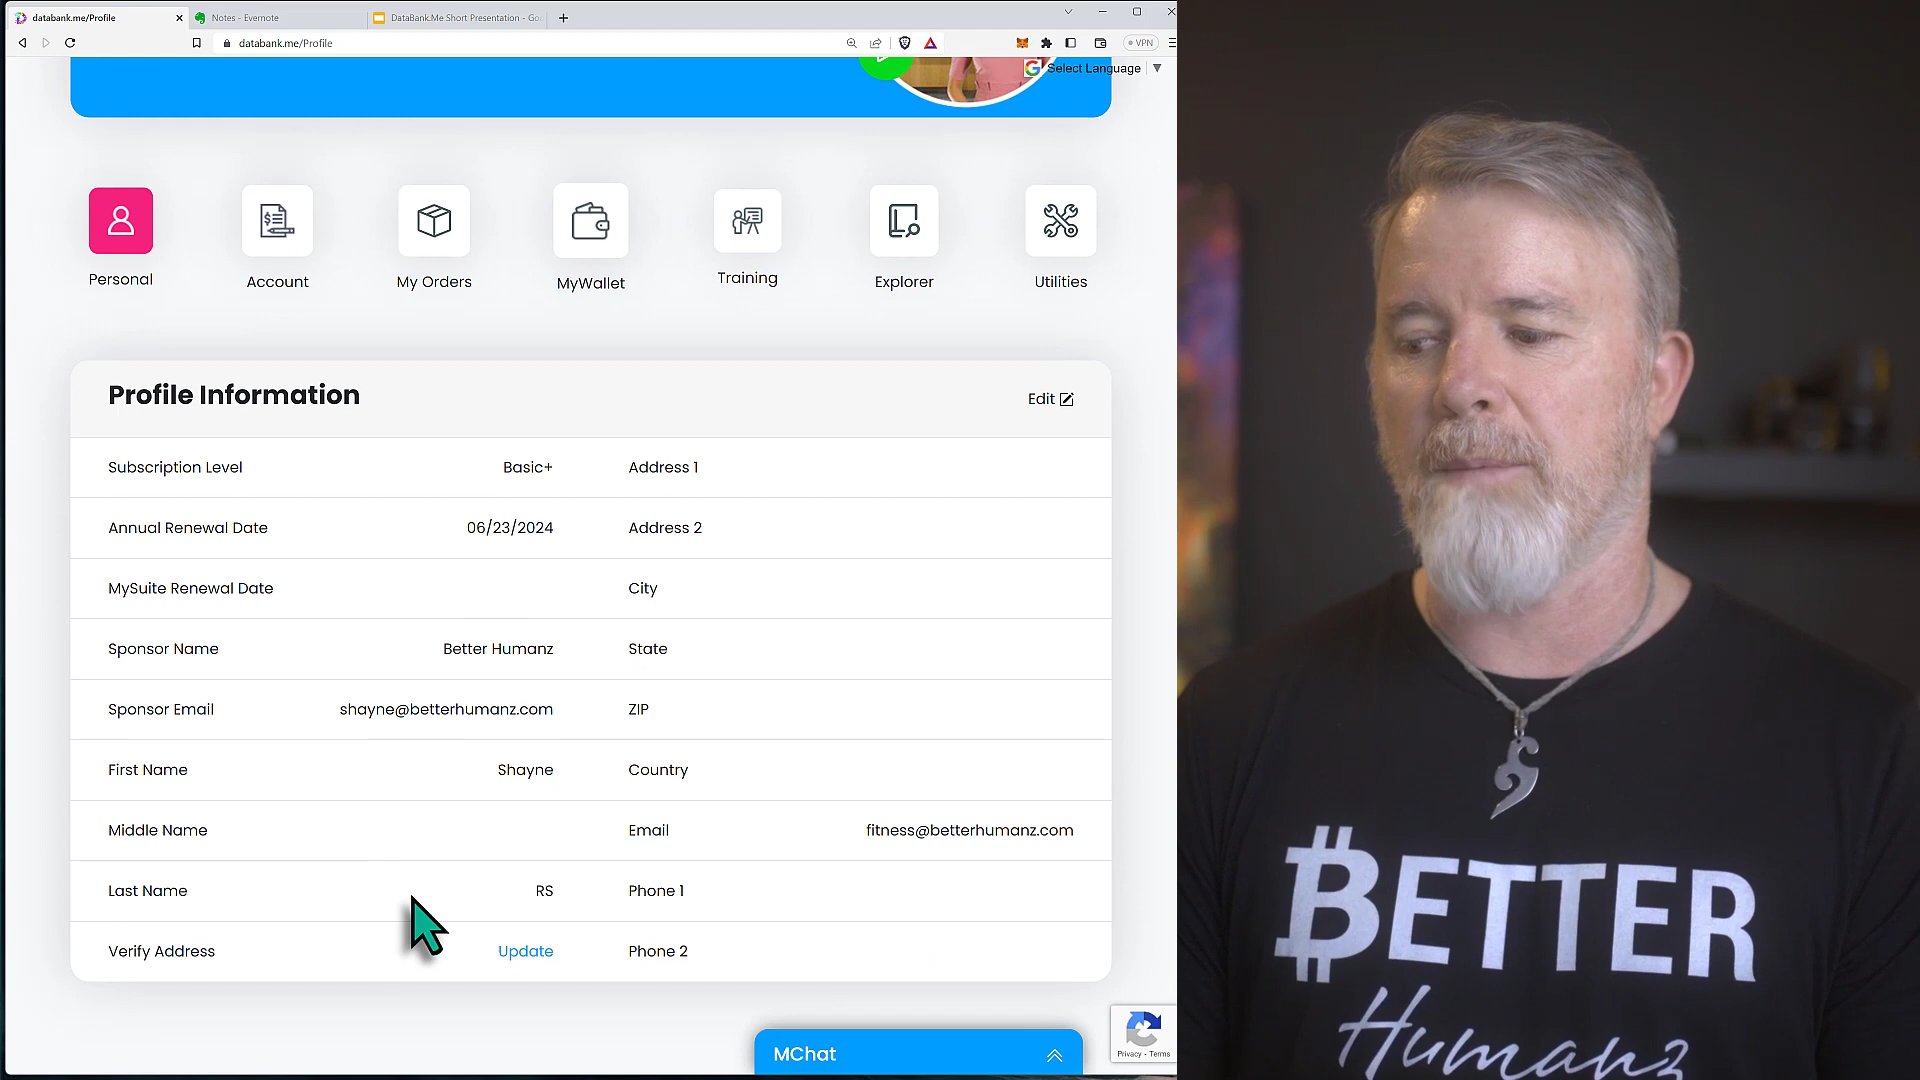 databank.me/Profile
Notes - Evernote
DataBank.Me Short Presentation - Goo
databank.me/Profile
VPN
Select Language
Personal
Account
My Orders
MyWallet
Training
Explorer
Utilities
Profile Information
Edit
Subscription Level Basic+ Address 1
Annual Renewal Date 06/23/2024 Address 2
MySuite Renewal Date City
Sponsor Name Better Humanz State
Sponsor Email shayne@betterhumanz.com ZIP
First Name Shayne Country
Middle Name Email fitness@betterhumanz.com
Last Name RS Phone 1
Verify Address Update Phone 2
MChat
Privacy - Terms
₿ETTER
Humanz